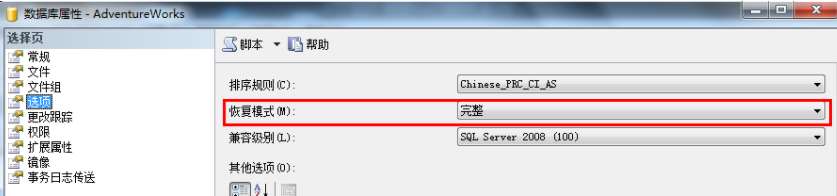 数据库属性 - AdventureWorks
选择页
常规
文件
文件组
选项
更改跟踪
权限
扩展属性
镜像
事务日志传送
脚本 帮助
排序规则(C): Chinese_PRC_CI_AS
恢复模式(M): 完整
兼容级别(L): SQL Server 2008 (100)
其他选项(O):